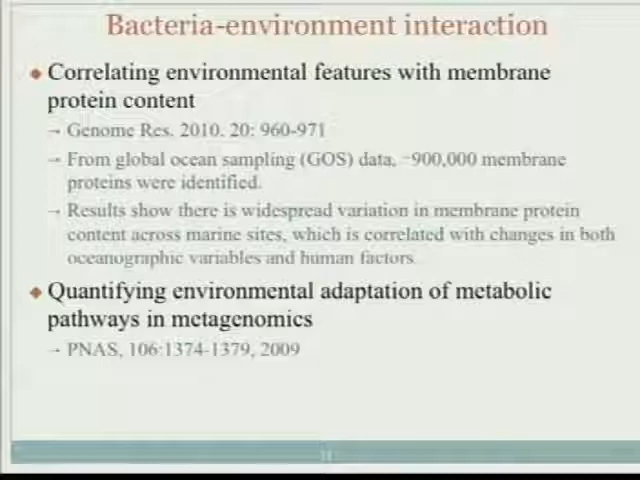 Bacteria-environment interaction
Correlating environmental features with membrane
protein content
Genome Res. 2010. 20: 960-971
From global ocean sampling (GOS) data, ~900,000 membrane
proteins were identified.
Results show there is widespread variation in membrane protein
content across marine sites, which is correlated with changes in both
oceanographic variables and human factors.
Quantifying environmental adaptation of metabolic
pathways in metagenomics
PNAS, 106:1374-1379, 2009